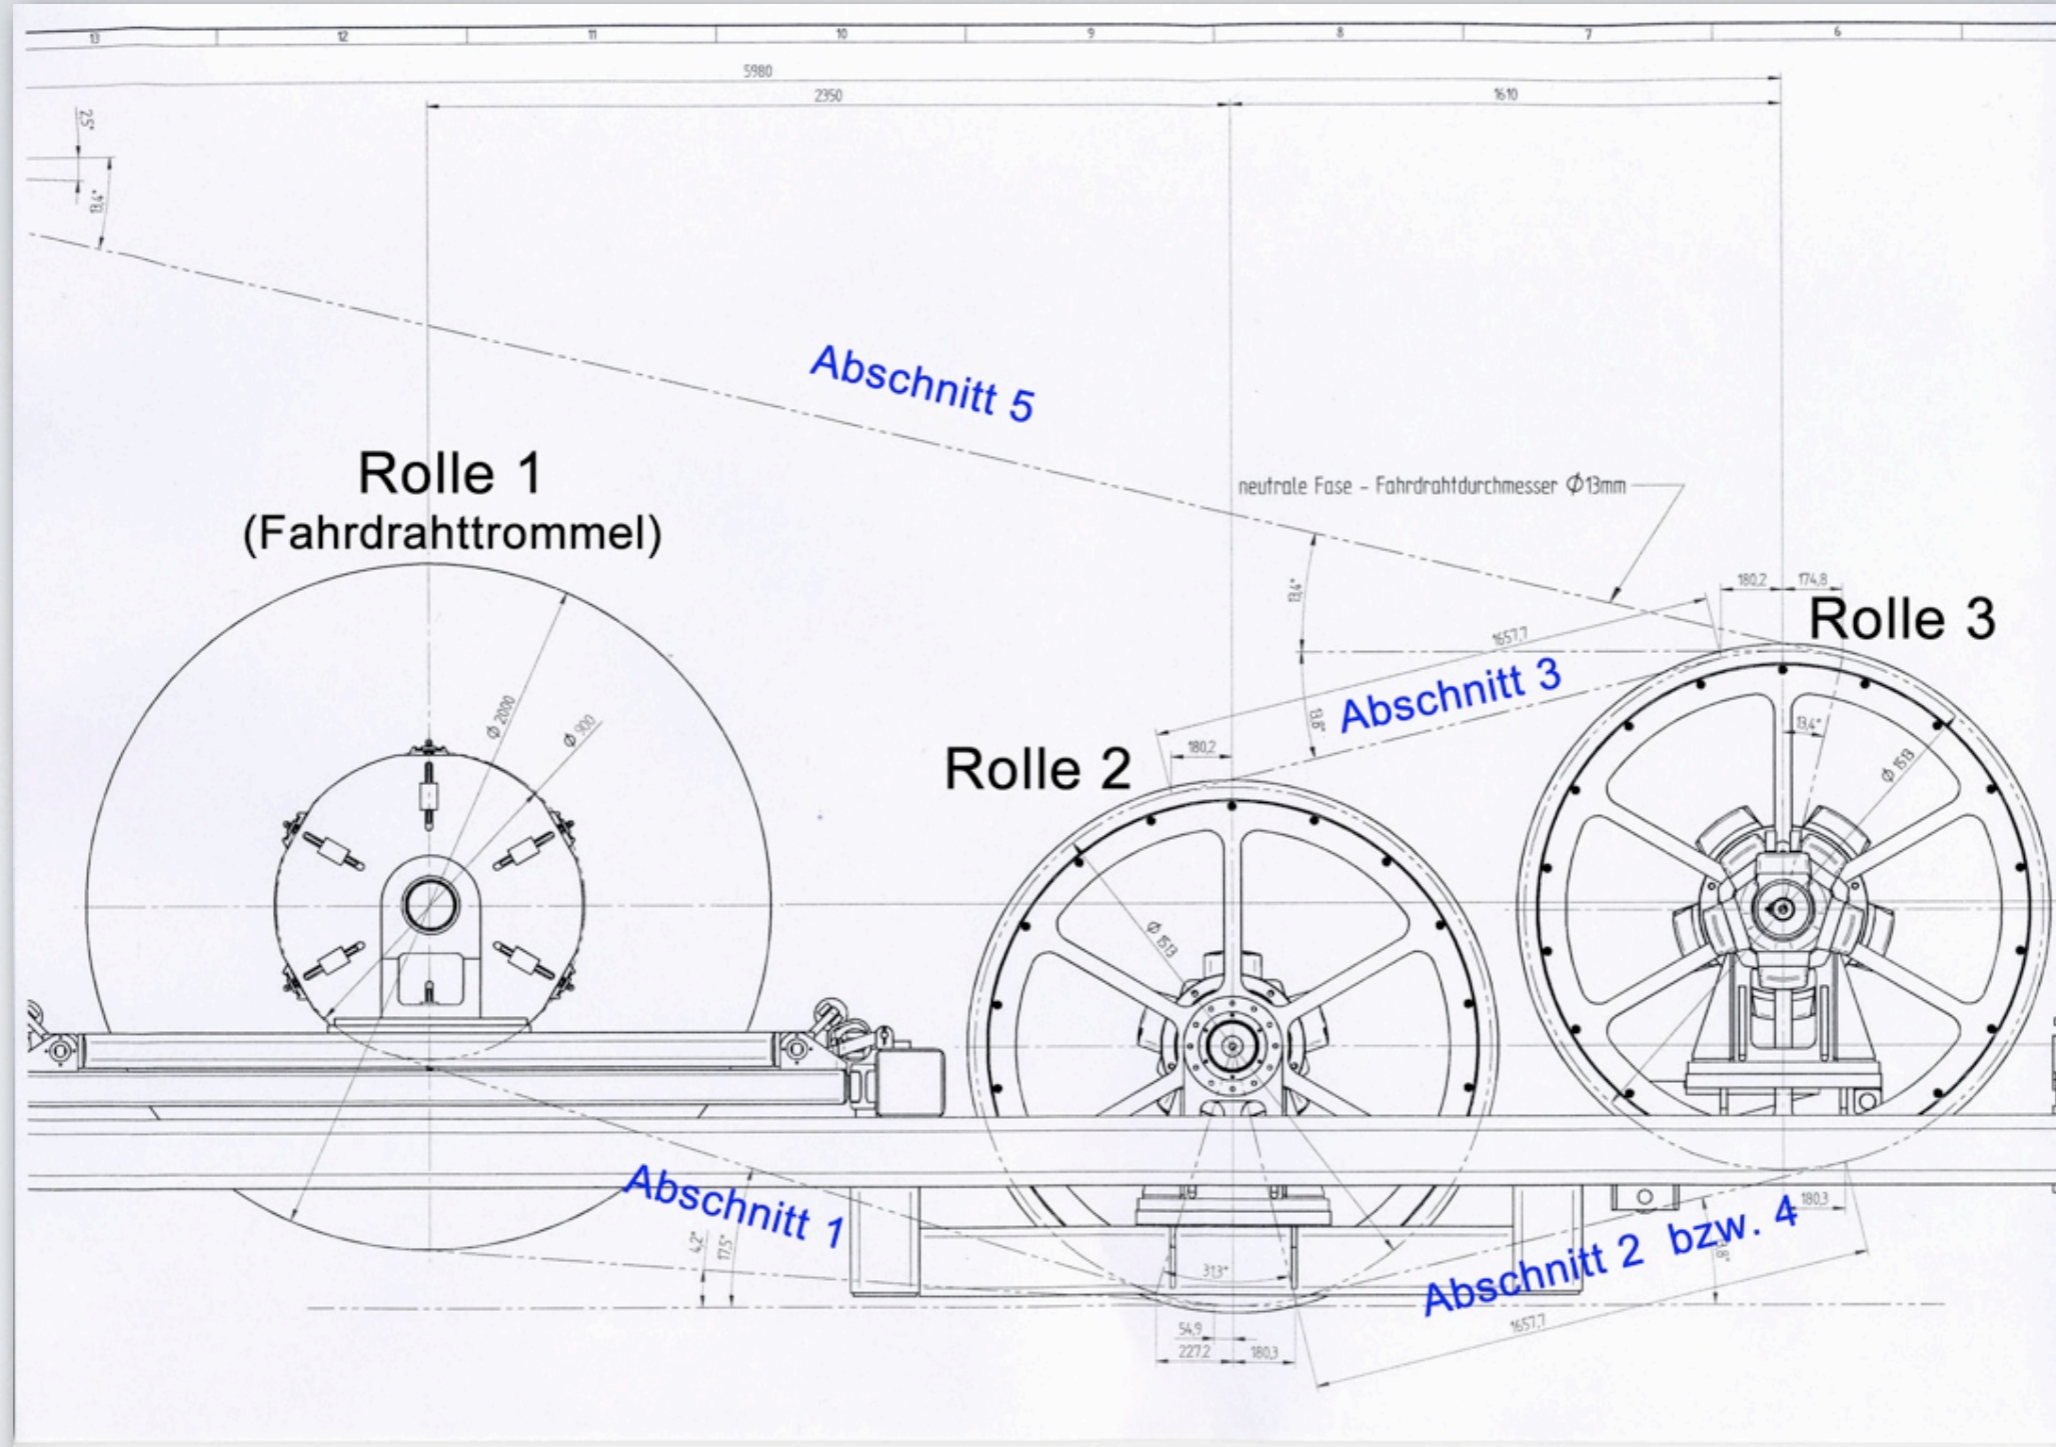 13 12 11 10 9 8 7 6
5980
2350 1610
2,5°
13,4°
Abschnitt 5
Rolle 1
(Fahrdrahttrommel)
neutrale Fase - Fahrdrahtdurchmesser Φ13mm
13,4°
180,2 174,8
Rolle 3
1657,7
Abschnitt 3
13,8°
13,4°
Φ 2000
Φ 900
Rolle 2
180,2
Φ 1513
Φ 1513
Abschnitt 1
4,2°
17,5°
Abschnitt 2 bzw. 4
180,3
31,3°
1657,7
54,9
227,2 180,3